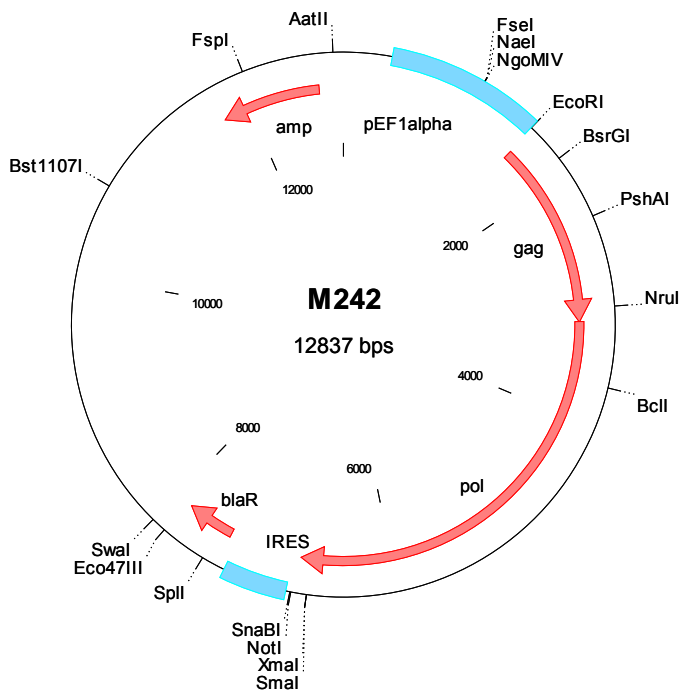 AatII
FspI
FseI
NaeI
NgoMIV
EcoRI
BsrGI
amp
pEF1alpha
Bst1107I
12000
PshAI
2000
gag
10000
M242
NruI
12837 bps
4000
BclI
8000
6000
pol
blaR
IRES
SwaI
Eco47III
SplI
SnaBI
NotI
XmaI
SmaI